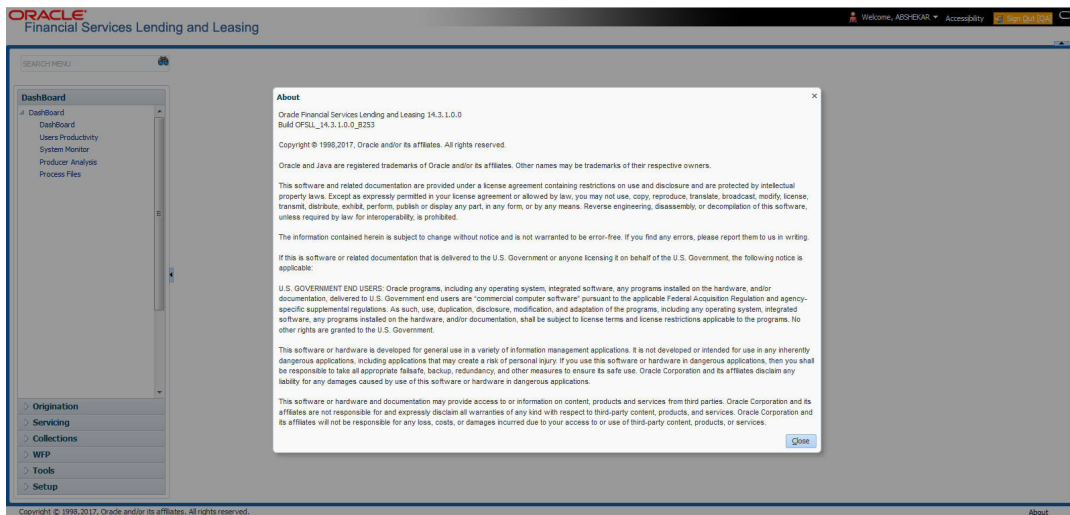 ORACLE
Financial Services Lending and Leasing
Welcome, ABSHEKAR
Accessibility
Sign Out [QA]
SEARCH MENU
DashBoard
DashBoard
DashBoard
Users Productivity
System Monitor
Producer Analysis
Process Files
Origination
Servicing
Collections
WFP
Tools
Setup
About
Oracle Financial Services Lending and Leasing 14.3.1.0.0
Build OFSLL_14.3.1.0.0_B253
Copyright © 1998,2017, Oracle and/or its affiliates. All rights reserved.
Oracle and Java are registered trademarks of Oracle and/or its affiliates. Other names may be trademarks of their respective owners.
This software and related documentation are provided under a license agreement containing restrictions on use and disclosure and are protected by intellectual
property laws. Except as expressly permitted in your license agreement or allowed by law, you may not use, copy, reproduce, translate, broadcast, modify, license,
transmit, distribute, exhibit, perform, publish or display any part, in any form, or by any means. Reverse engineering, disassembly, or decompilation of this software,
unless required by law for interoperability, is prohibited.
The information contained herein is subject to change without notice and is not warranted to be error-free. If you find any errors, please report them to us in writing.
If this is software or related documentation that is delivered to the U.S. Government or anyone licensing it on behalf of the U.S. Government, the following notice is
applicable:
U.S. GOVERNMENT END USERS: Oracle programs, including any operating system, integrated software, any programs installed on the hardware, and/or
documentation, delivered to U.S. Government end users are "commercial computer software" pursuant to the applicable Federal Acquisition Regulation and agency-
specific supplemental regulations. As such, use, duplication, disclosure, modification, and adaptation of the programs, including any operating system, integrated
software, any programs installed on the hardware, and/or documentation, shall be subject to license terms and license restrictions applicable to the programs. No
other rights are granted to the U.S. Government.
This software or hardware is developed for general use in a variety of information management applications. It is not developed or intended for use in any inherently
dangerous applications, including applications that may create a risk of personal injury. If you use this software or hardware in dangerous applications, then you shall
be responsible to take all appropriate failsafe, backup, redundancy, and other measures to ensure its safe use. Oracle Corporation and its affiliates disclaim any
liability for any damages caused by use of this software or hardware in dangerous applications.
This software or hardware and documentation may provide access to or information on content, products and services from third parties. Oracle Corporation and its
affiliates are not responsible for and expressly disclaim all warranties of any kind with respect to third-party content, products, and services. Oracle Corporation and
its affiliates will not be responsible for any loss, costs, or damages incurred due to your access to or use of third-party content, products, or services.
Close
Copyright © 1998,2017, Oracle and/or its affiliates. All rights reserved.
About